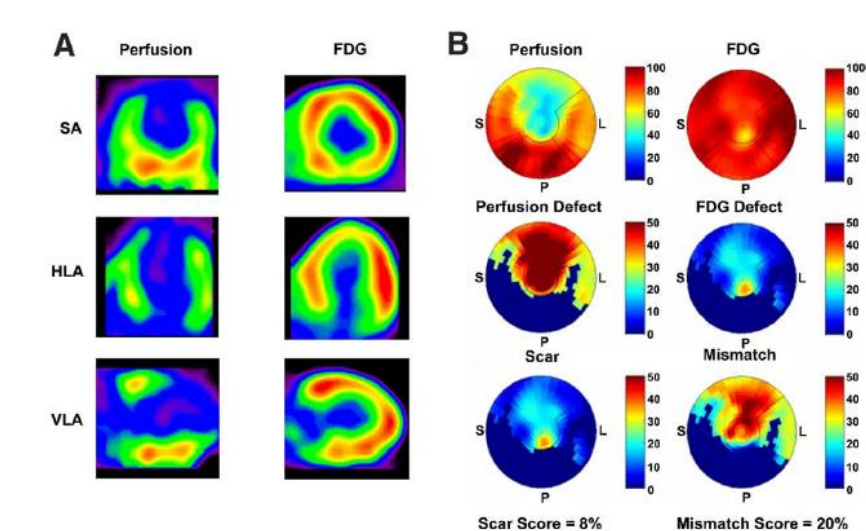 A
Perfusion FDG
SA
HLA
VLA
B
Perfusion FDG
S 100 80 60 40 20 0
S L 100 80 60 40 20 0
P P
Perfusion Defect FDG Defect
S L 50 40 30 20 10 0
S L 50 40 30 20 10 0
P P
Scar Mismatch
S L 50 40 30 20 10 0
S L 50 40 30 20 10 0
P P
Scar Score = 8% Mismatch Score = 20%